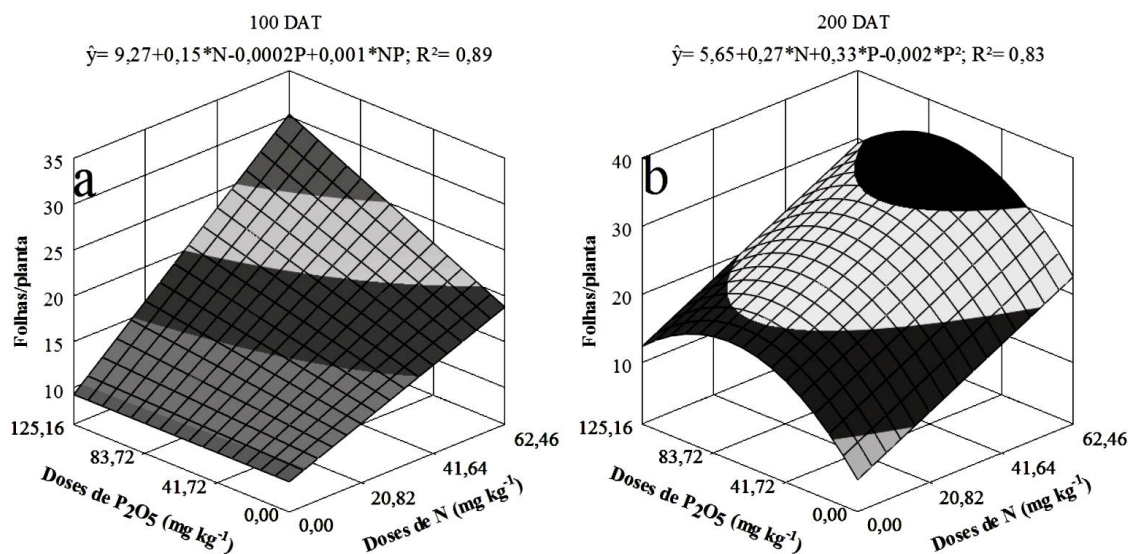 100 DAT
ŷ= 9,27+0,15*N-0,0002P+0,001*NP; R²= 0,89
a
Folhas/planta
35
30
25
20
15
10
125,16
83,72
41,72
0,00
Doses de P₂O₅ (mg kg⁻¹)
0,00
20,82
41,64
62,46
Doses de N (mg kg⁻¹)
200 DAT
ŷ= 5,65+0,27*N+0,33*P-0,002*P²; R²= 0,83
b
Folhas/planta
40
30
20
10
125,16
83,72
41,72
0,00
Doses de P₂O₅ (mg kg⁻¹)
0,00
20,82
41,64
62,46
Doses de N (mg kg⁻¹)